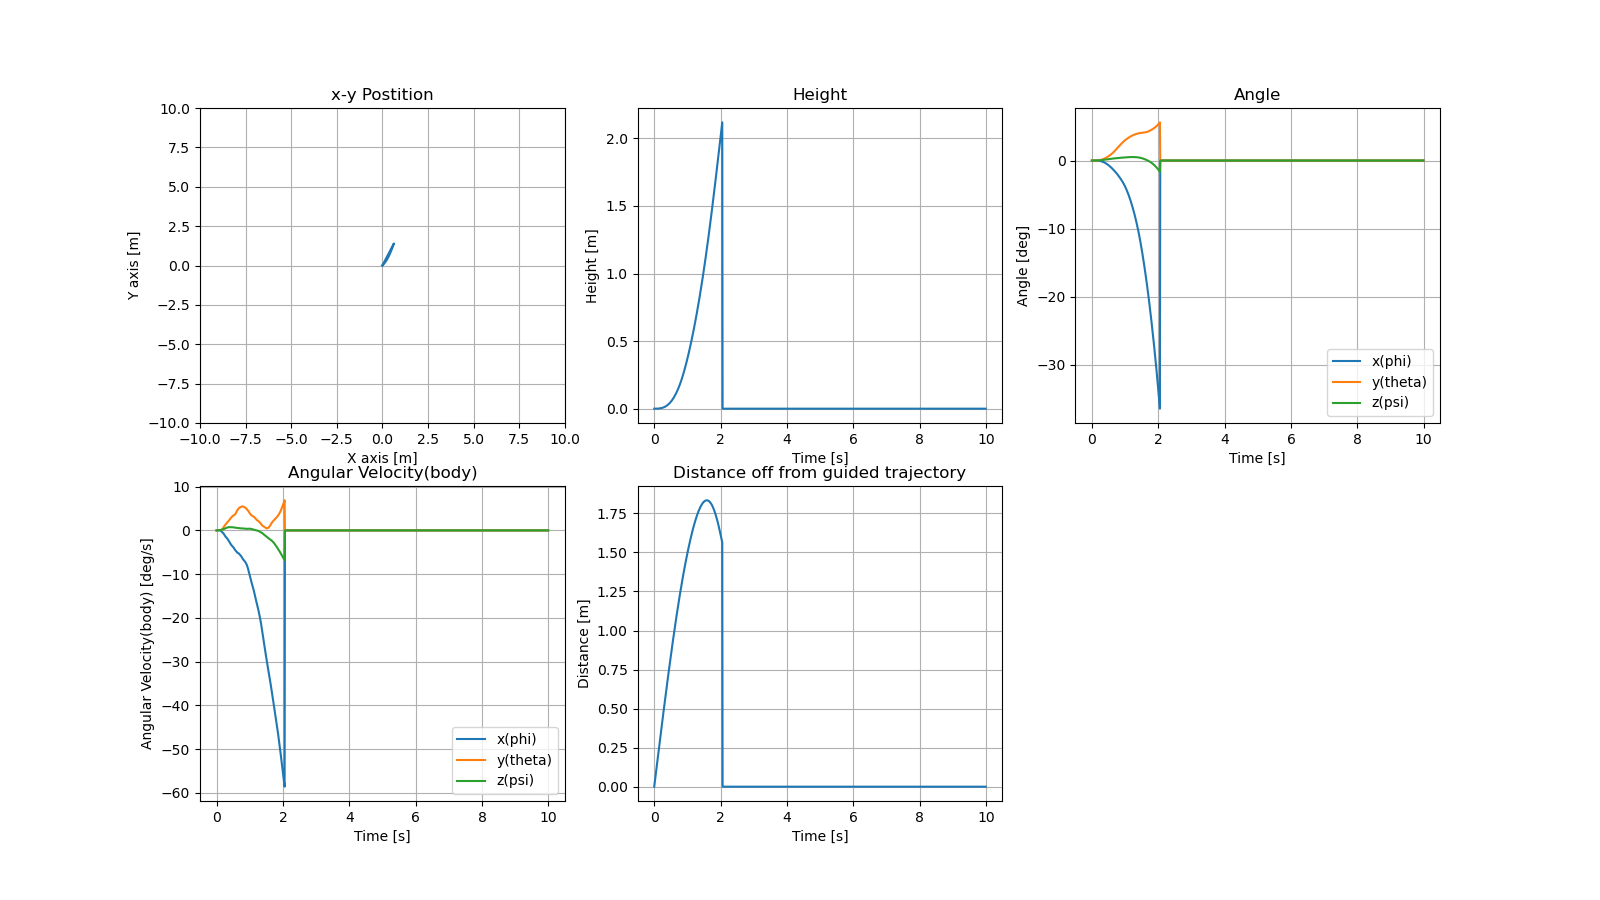 x-y Postition
10.0
7.5
5.0
2.5
0.0
−2.5
−5.0
−7.5
−10.0
Y axis [m]
−10.0 −7.5 −5.0 −2.5 0.0 2.5 5.0 7.5 10.0
X axis [m]
Height
2.0
1.5
1.0
0.5
0.0
Height [m]
0 2 4 6 8 10
Time [s]
Angle
0
−10
−20
−30
Angle [deg]
x(phi)
y(theta)
z(psi)
0 2 4 6 8 10
Time [s]
Angular Velocity(body)
10
0
−10
−20
−30
−40
−50
−60
Angular Velocity(body) [deg/s]
x(phi)
y(theta)
z(psi)
0 2 4 6 8 10
Time [s]
Distance off from guided trajectory
1.75
1.50
1.25
1.00
0.75
0.50
0.25
0.00
Distance [m]
0 2 4 6 8 10
Time [s]